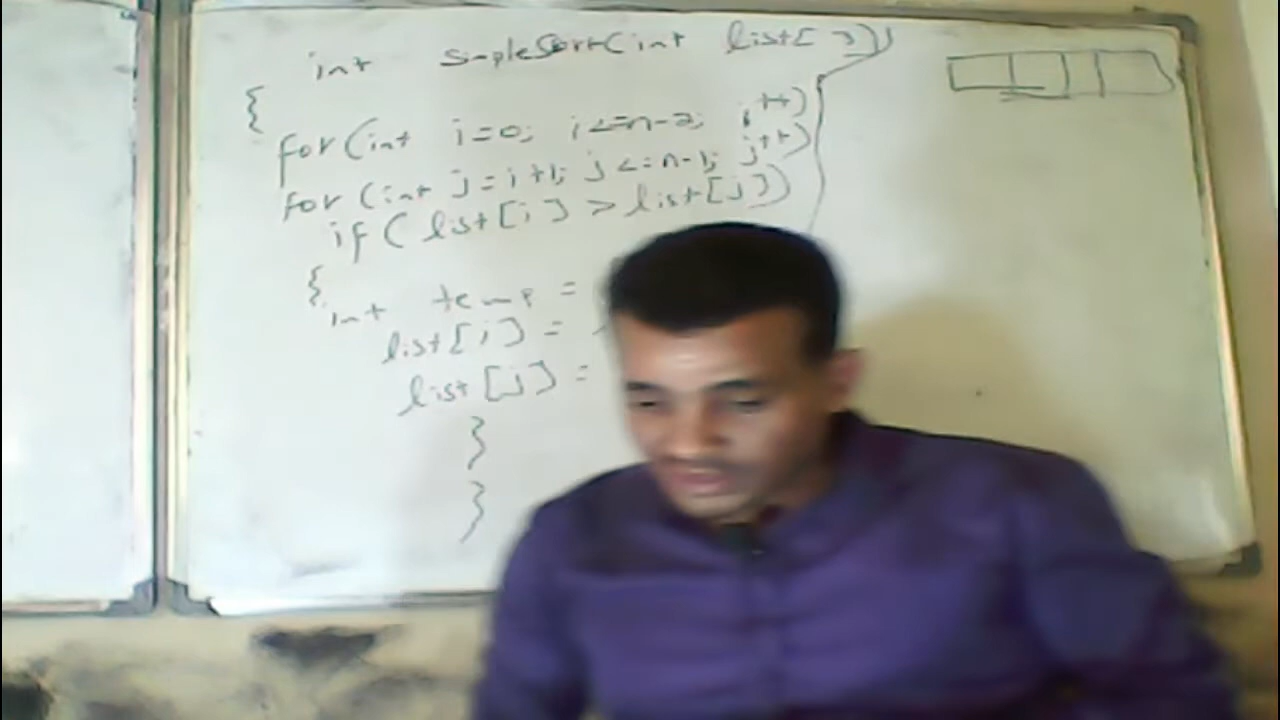 int simpleSort(int list[])
{
for(int i=0; i<=n-2; i++)
for(int j=i+1; j<=n-1; j++)
if(list[i] > list[j])
{
int temp =
list[i] =
list[j] =
}
}